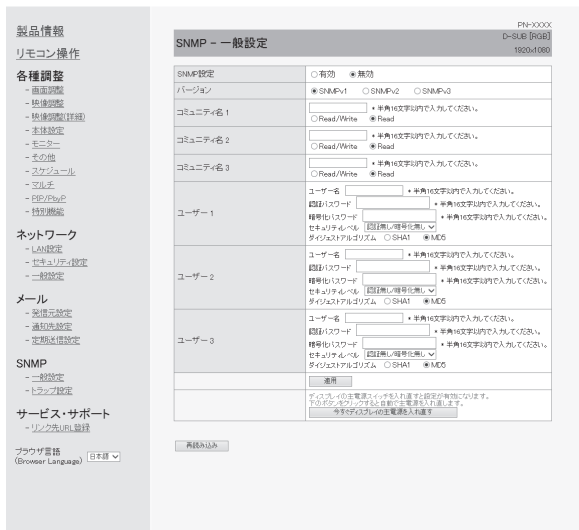 製品情報
リモコン操作
各種調整
- 画面調整
- 映像調整
- 映像調整(詳細)
- 本体設定
- モニター
- その他
- スケジュール
- マルチ
- PIP/PbyP
- 特別機能
ネットワーク
- LAN設定
- セキュリティ設定
- 一般設定
メール
- 発信元設定
- 通知先設定
- 定期送信設定
SNMP
- 一般設定
- トラップ設定
サービス・サポート
- リンク先URL登録
ブラウザ言語
(Browser Language) 日本語
PN-XXXX
SNMP - 一般設定
D-SUB [RGB]
1920x1080
SNMP設定 有効 無効
バージョン SNMPv1 SNMPv2 SNMPv3
コミュニティ名 1 * 半角16文字以内で入力してください。
Read/Write Read
コミュニティ名 2 * 半角16文字以内で入力してください。
Read/Write Read
コミュニティ名 3 * 半角16文字以内で入力してください。
Read/Write Read
ユーザー 1
ユーザー名 * 半角16文字以内で入力してください。
認証パスワード * 半角16文字以内で入力してください。
暗号化パスワード * 半角16文字以内で入力してください。
セキュリティレベル 認証無し/暗号化無し
ダイジェストアルゴリズム SHA1 MD5
ユーザー 2
ユーザー名 * 半角16文字以内で入力してください。
認証パスワード * 半角16文字以内で入力してください。
暗号化パスワード * 半角16文字以内で入力してください。
セキュリティレベル 認証無し/暗号化無し
ダイジェストアルゴリズム SHA1 MD5
ユーザー 3
ユーザー名 * 半角16文字以内で入力してください。
認証パスワード * 半角16文字以内で入力してください。
暗号化パスワード * 半角16文字以内で入力してください。
セキュリティレベル 認証無し/暗号化無し
ダイジェストアルゴリズム SHA1 MD5
適用
ディスプレイの主電源スイッチを入れ直すと設定が有効になります。
下のボタンをクリックすると自動で主電源を入れ直します。
今すぐディスプレイの主電源を入れ直す
再読み込み